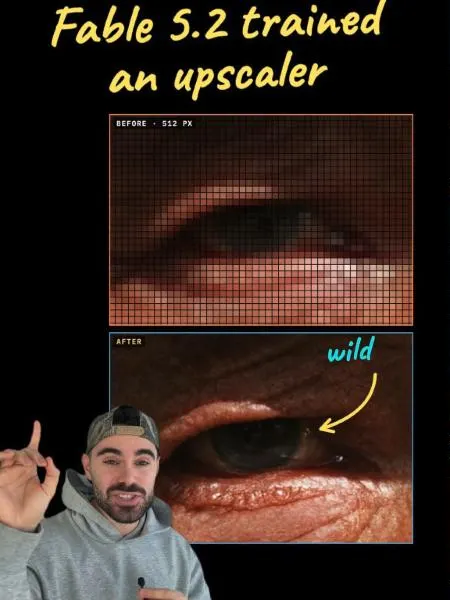 Fable 5.2 trained
an upscaler
BEFORE · 512 PX
AFTER
wild